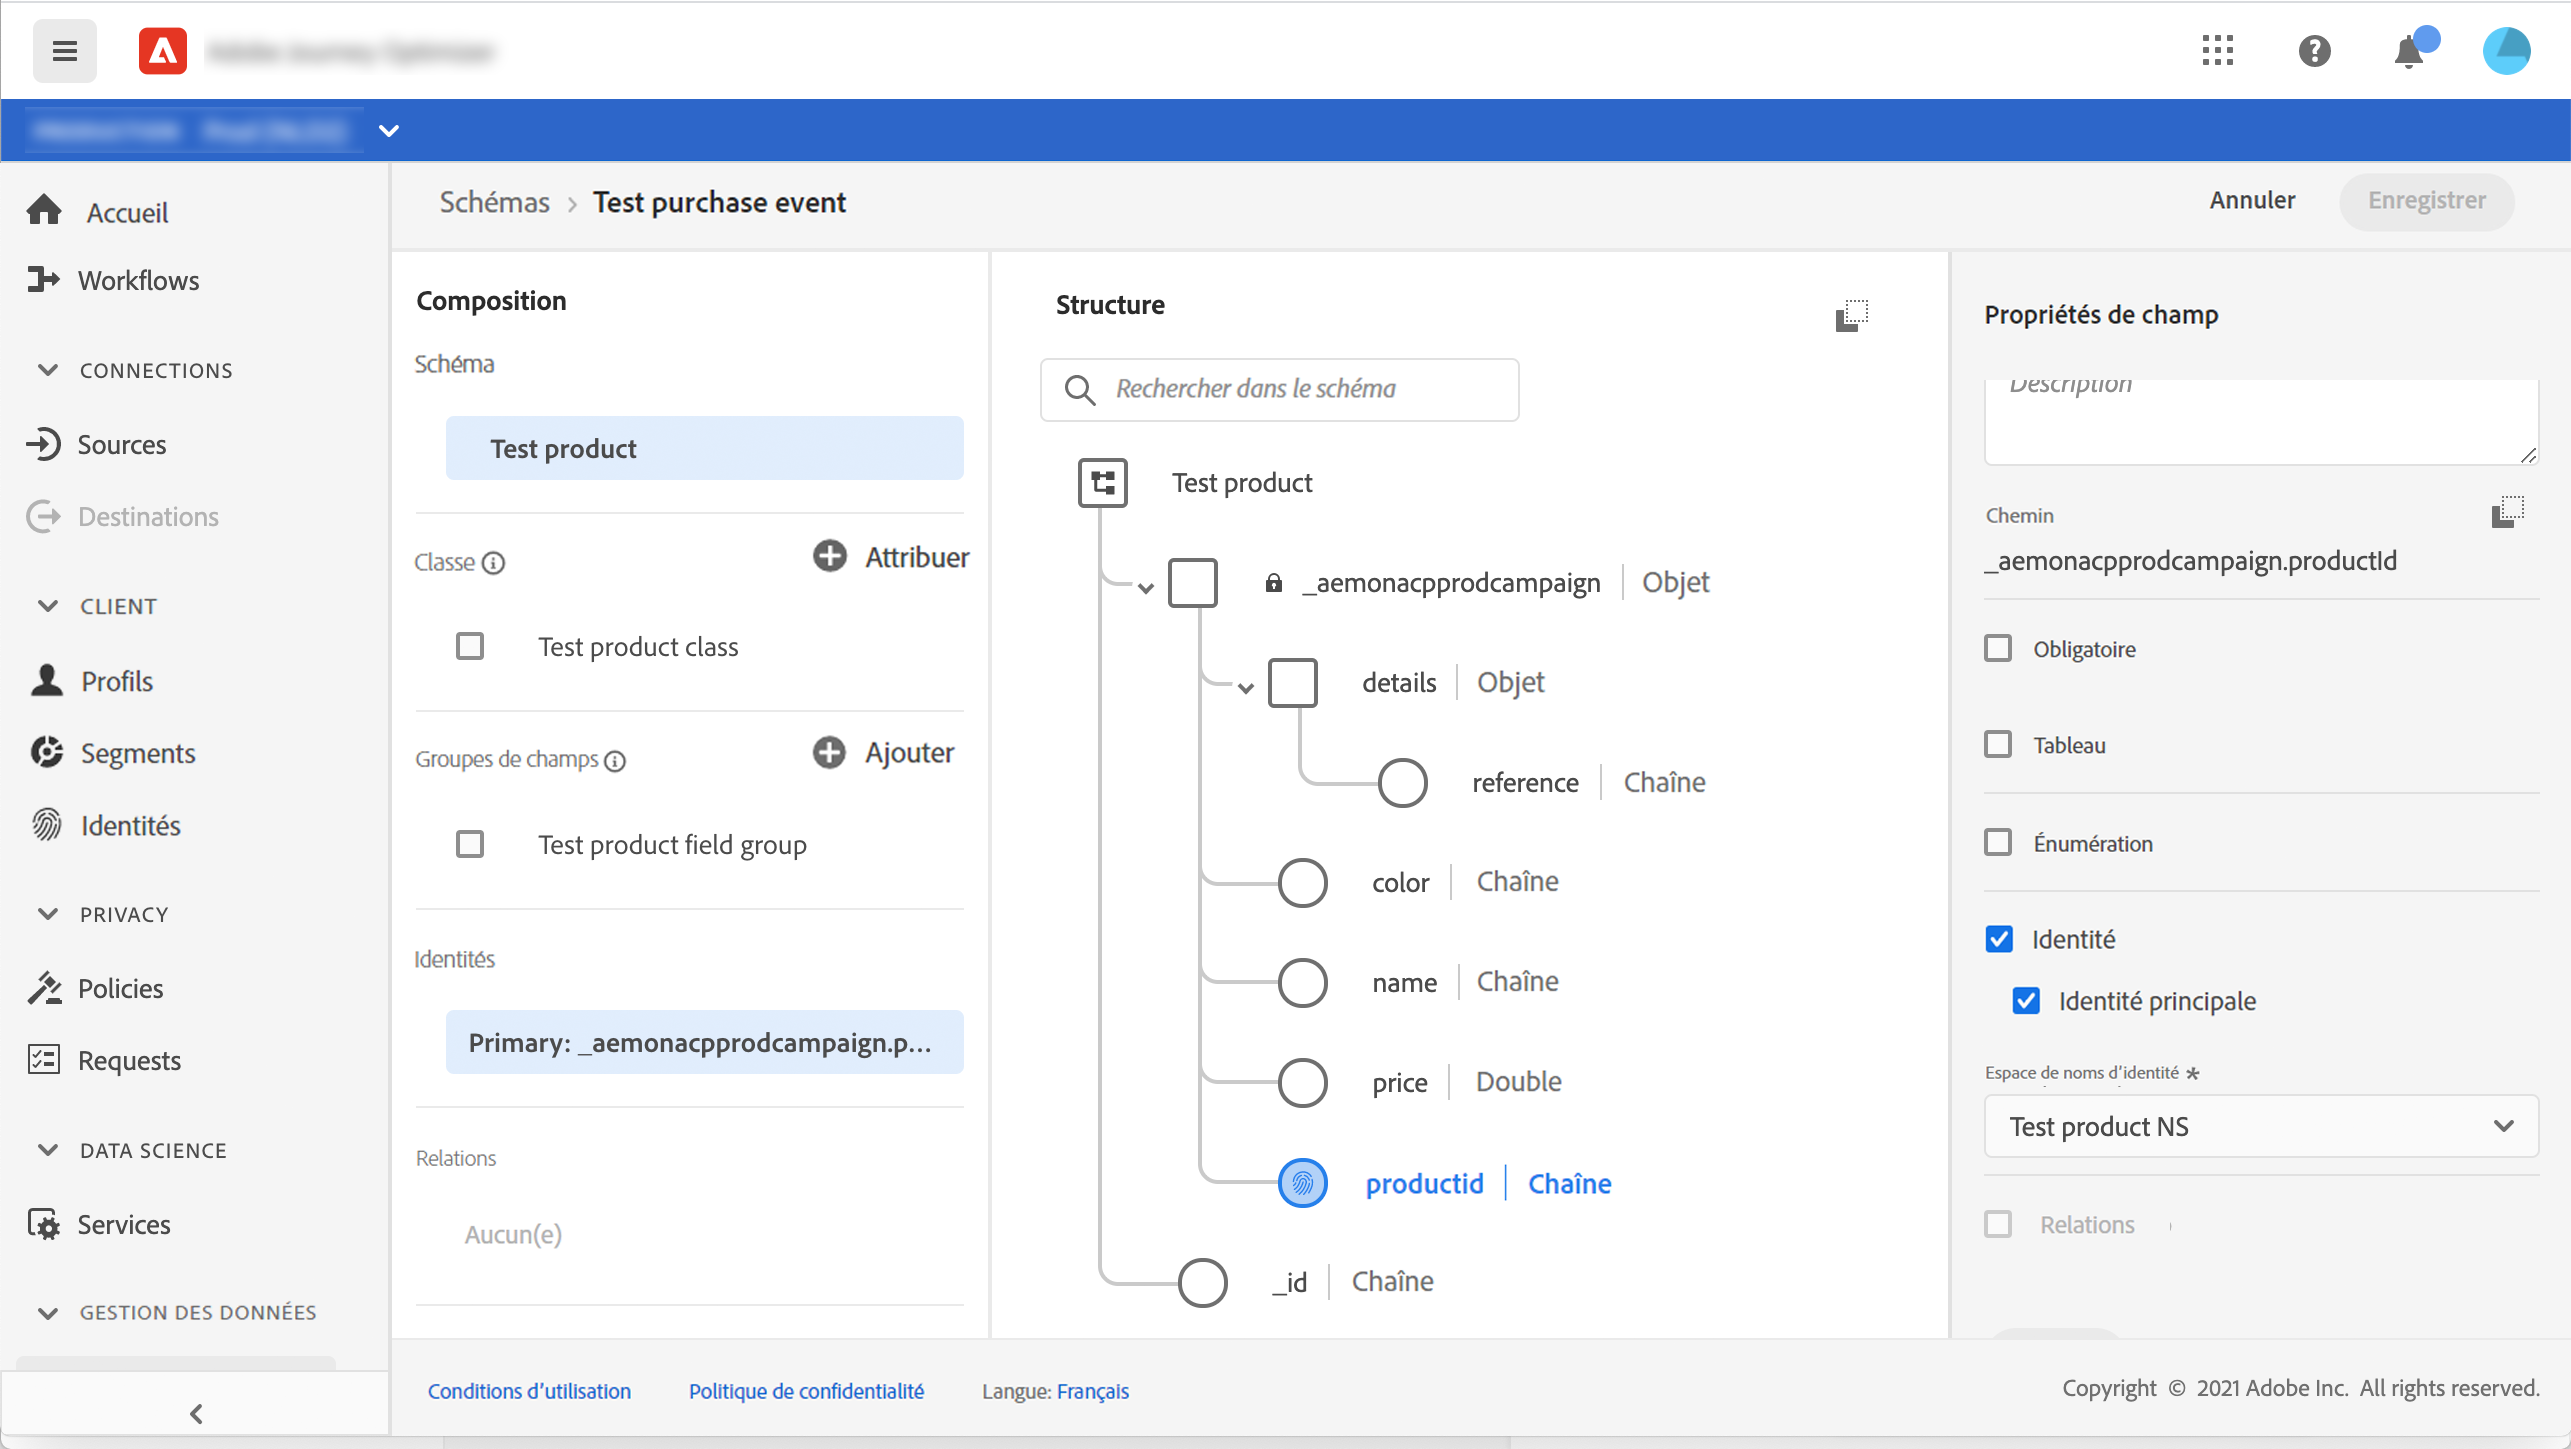 Accueil
Workflows
CONNECTIONS
Sources
Destinations
CLIENT
Profils
Segments
Identités
PRIVACY
Policies
Requests
DATA SCIENCE
Services
GESTION DES DONNÉES
Schémas > Test purchase event
Annuler
Enregistrer
Composition
Schéma
Test product
Classe
Attribuer
Test product class
Groupes de champs
Ajouter
Test product field group
Identités
Primary: _aemonacpprodcampaign.p...
Relations
Aucun(e)
Structure
Rechercher dans le schéma
Test product
_aemonacpprodcampaign | Objet
details | Objet
reference | Chaîne
color | Chaîne
name | Chaîne
price | Double
productid | Chaîne
_id | Chaîne
Propriétés de champ
Description
Chemin
_aemonacpprodcampaign.productId
Obligatoire
Tableau
Énumération
Identité
Identité principale
Espace de noms d'identité *
Test product NS
Relations
Conditions d'utilisation
Politique de confidentialité
Langue: Français
Copyright © 2021 Adobe Inc. All rights reserved.